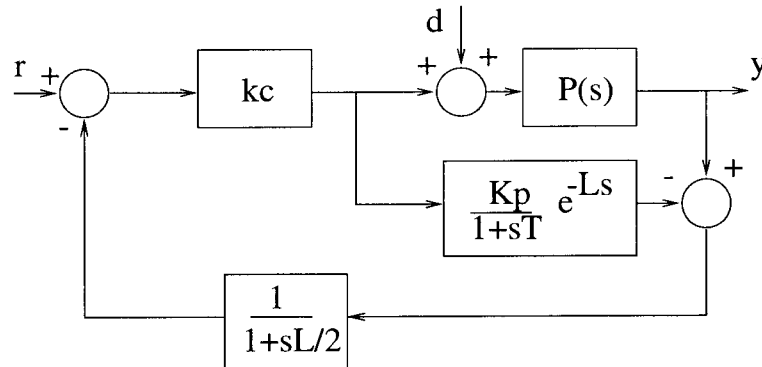 d
r
+
-
kc
+
+
P(s)
y
Kp
1+sT
e-Ls
-
+
1
1+sL/2